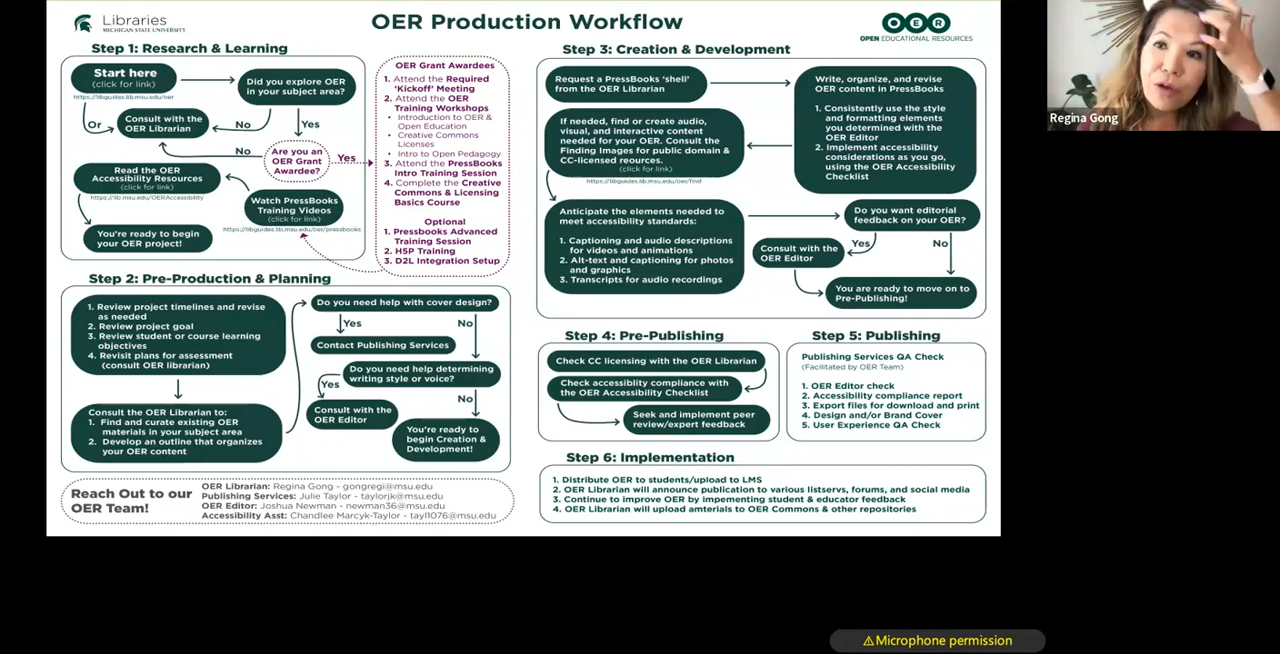 Libraries
MICHIGAN STATE UNIVERSITY
OER Production Workflow
OER
OPEN EDUCATIONAL RESOURCES
Step 1: Research & Learning
Start here
(click for link)
https://libguides.lib.msu.edu/oer
Did you explore OER
in your subject area?
Or
Consult with the
OER Librarian
No
Yes
No
Are you an
OER Grant
Awardee?
Yes
Read the OER
Accessibility Resources
(click for link)
https://lib.msu.edu/OERAccessibility
Watch PressBooks
Training Videos
(click for link)
https://libguides.lib.msu.edu/oer/pressbooks
You're ready to begin
your OER project!
OER Grant Awardees
1. Attend the Required
'Kickoff' Meeting
2. Attend the OER
Training Workshops
• Introduction to OER &
Open Education
• Creative Commons
Licenses
• Intro to Open Pedagogy
3. Attend the PressBooks
Intro Training Session
4. Complete the Creative
Commons & Licensing
Basics Course
Optional
1. Pressbooks Advanced
Training Session
2. H5P Training
3. D2L Integration Setup
Step 2: Pre-Production & Planning
1. Review project timelines and revise
as needed
2. Review project goal
3. Review student or course learning
objectives
4. Revisit plans for assessment
(consult OER librarian)
Consult the OER Librarian to:
1. Find and curate existing OER
materials in your subject area
2. Develop an outline that organizes
your OER content
Do you need help with cover design?
Yes
No
Contact Publishing Services
Do you need help determining
writing style or voice?
Yes
No
Consult with the
OER Editor
You're ready to
begin Creation &
Development!
Reach Out to our
OER Team!
OER Librarian: Regina Gong - gongregi@msu.edu
Publishing Services: Julie Taylor - taylorjk@msu.edu
OER Editor: Joshua Newman - newman36@msu.edu
Accessibility Asst: Chandlee Marcyk-Taylor - tayl1076@msu.edu
Step 3: Creation & Development
Request a PressBooks 'shell'
from the OER Librarian
Write, organize, and revise
OER content in PressBooks
1. Consistently use the style
and formatting elements
you determined with the
OER Editor
2. Implement accessibility
considerations as you go,
using the OER Accessibility
Checklist
If needed, find or create audio,
visual, and interactive content
needed for your OER. Consult the
Finding Images for public domain &
CC-licensed reources.
(click for link)
https://lib.msu.edu/oer/find
Anticipate the elements needed to
meet accessibility standards:
1. Captioning and audio descriptions
for videos and animations
2. Alt-text and captioning for photos
and graphics
3. Transcripts for audio recordings
Do you want editorial
feedback on your OER?
Yes
No
Consult with the
OER Editor
You are ready to move on to
Pre-Publishing!
Step 4: Pre-Publishing
Check CC licensing with the OER Librarian
Check accessiblity compliance with
the OER Accessibility Checklist
Seek and implement peer
review/expert feedback
Step 5: Publishing
Publishing Services QA Check
(Facilitated by OER Team)
1. OER Editor check
2. Accessibility compliance report
3. Export files for download and print
4. Design and/or Brand Cover
5. User Experience QA Check
Step 6: Implementation
1. Distribute OER to students/upload to LMS
2. OER Librarian will announce publication to various listservs, forums, and social media
3. Continue to improve OER by impementing student & educator feedback
4. OER Librarian will upload amterials to OER Commons & other repositories
Regina Gong
Microphone permission